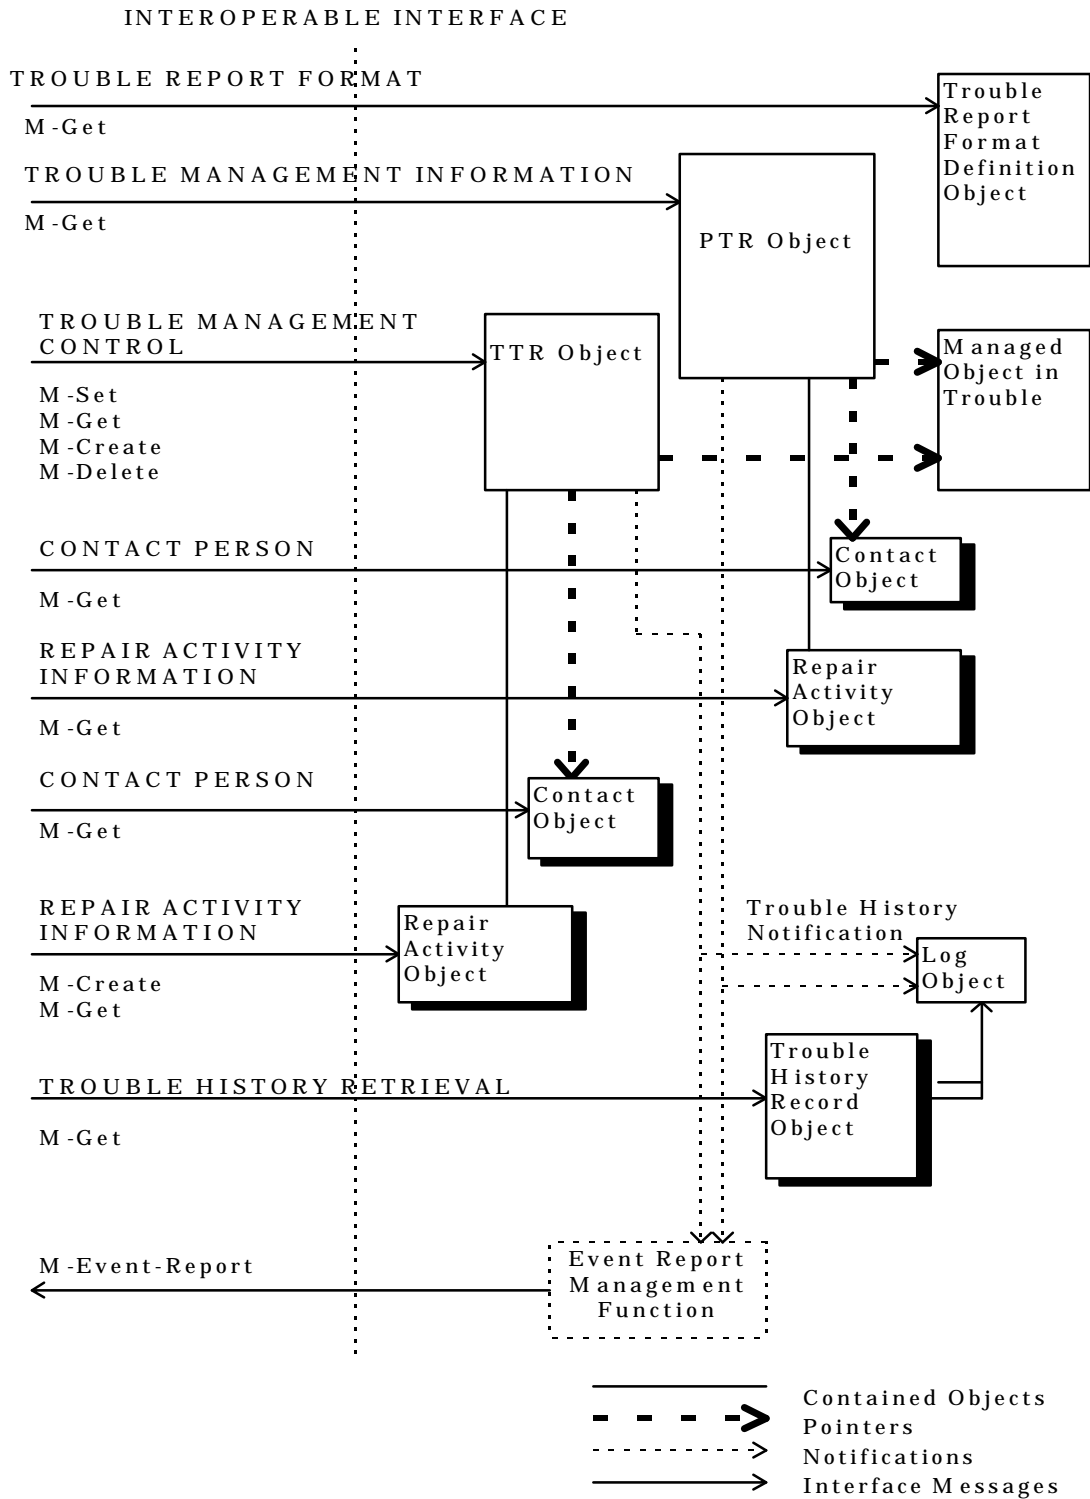 INTEROPERABLE INTERFACE
TROUBLE REPORT FORMAT
M-Get
Trouble
Report
Format
Definition
Object
TROUBLE MANAGEMENT INFORMATION
M-Get
PTR Object
TROUBLE MANAGEMENT
CONTROL
M-Set
M-Get
M-Create
M-Delete
TTR Object
Managed
Object in
Trouble
CONTACT PERSON
M-Get
Contact
Object
REPAIR ACTIVITY
INFORMATION
M-Get
Repair
Activity
Object
CONTACT PERSON
M-Get
Contact
Object
REPAIR ACTIVITY
INFORMATION
M-Create
M-Get
Repair
Activity
Object
Trouble History
Notification
Log
Object
TROUBLE HISTORY RETRIEVAL
M-Get
Trouble
History
Record
Object
M-Event-Report
Event Report
Management
Function
Contained Objects
Pointers
Notifications
Interface Messages